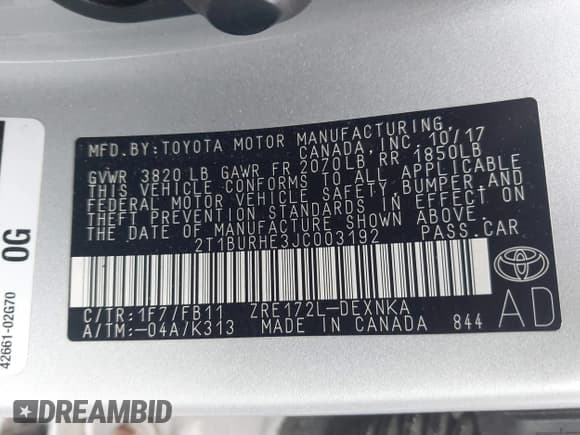 MFD.BY:TOYOTA MOTOR MANUFACTURING
CANADA,INC. 10/17
GVWR 3820 LB GAWR FR 2070LB,RR 1850LB
THIS VEHICLE CONFORMS TO ALL APPLICABLE
FEDERAL MOTOR VEHICLE SAFETY, BUMPER,AND
THEFT PREVENTION STANDARDS IN EFFECT ON
THE DATE OF MANUFACTURE SHOWN ABOVE.
2T1BURHE3JC003192 PASS.CAR
C/TR:1F7/FB11 ZRE172L-DEXNKA
A/TM:-04A/K313 MADE IN CANADA 844
TOYOTA
AD
0G
42661-02G70
DREAMBID